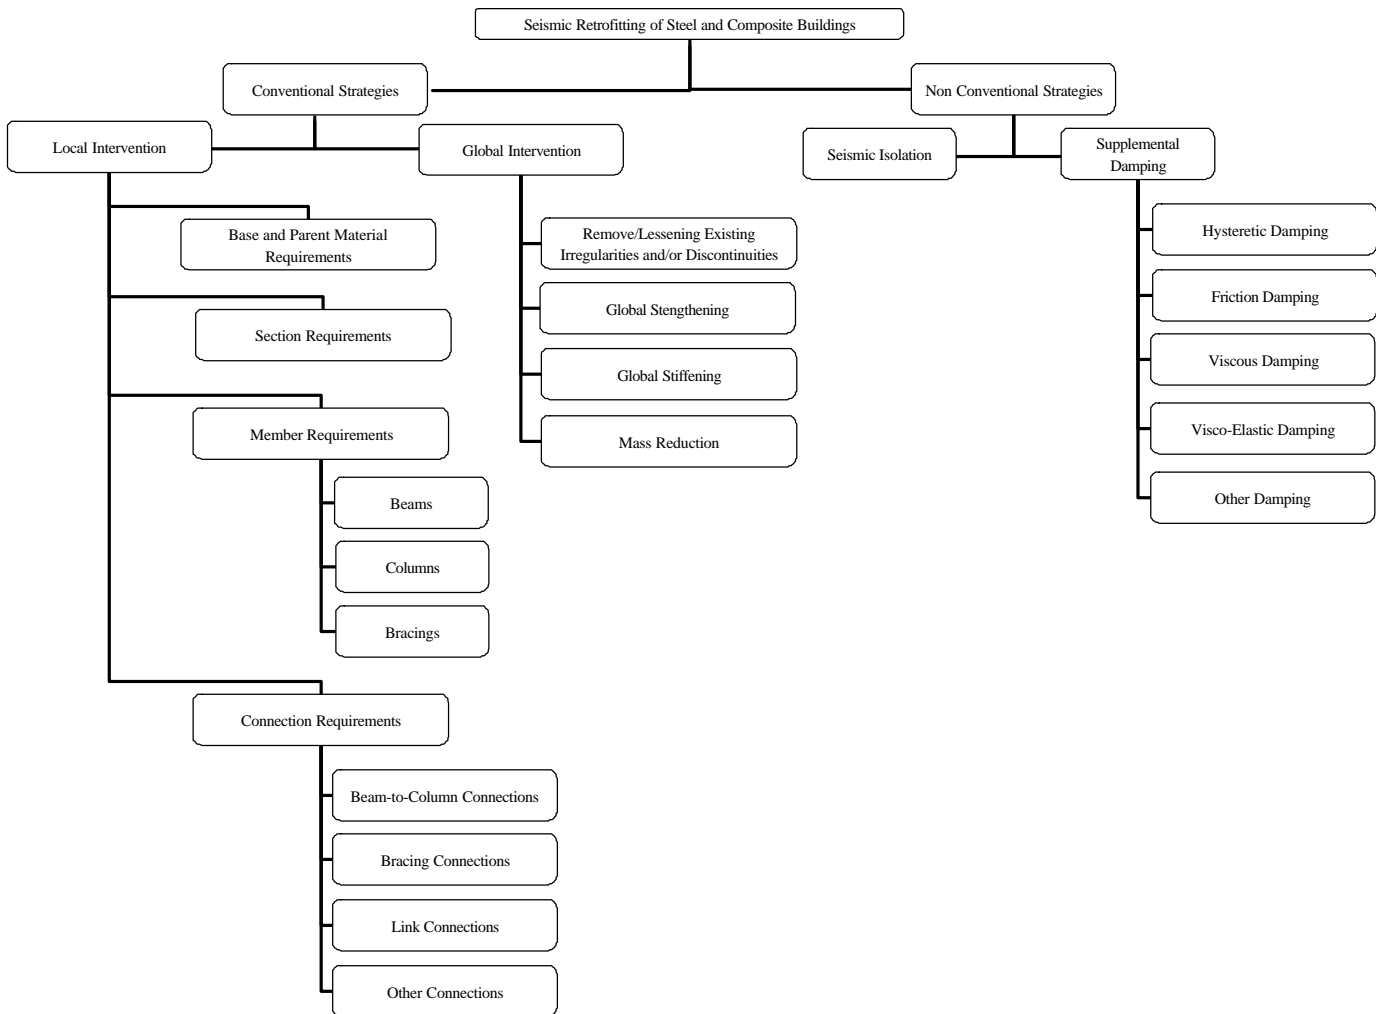 Seismic Retrofitting of Steel and Composite Buildings
Conventional Strategies
Non Conventional Strategies
Local Intervention
Global Intervention
Seismic Isolation
Supplemental
Damping
Base and Parent Material
Requirements
Section Requirements
Member Requirements
Beams
Columns
Bracings
Connection Requirements
Beam-to-Column Connections
Bracing Connections
Link Connections
Other Connections
Remove/Lessening Existing
Irregularities and/or Discontinuities
Global Stengthening
Global Stiffening
Mass Reduction
Hysteretic Damping
Friction Damping
Viscous Damping
Visco-Elastic Damping
Other Damping